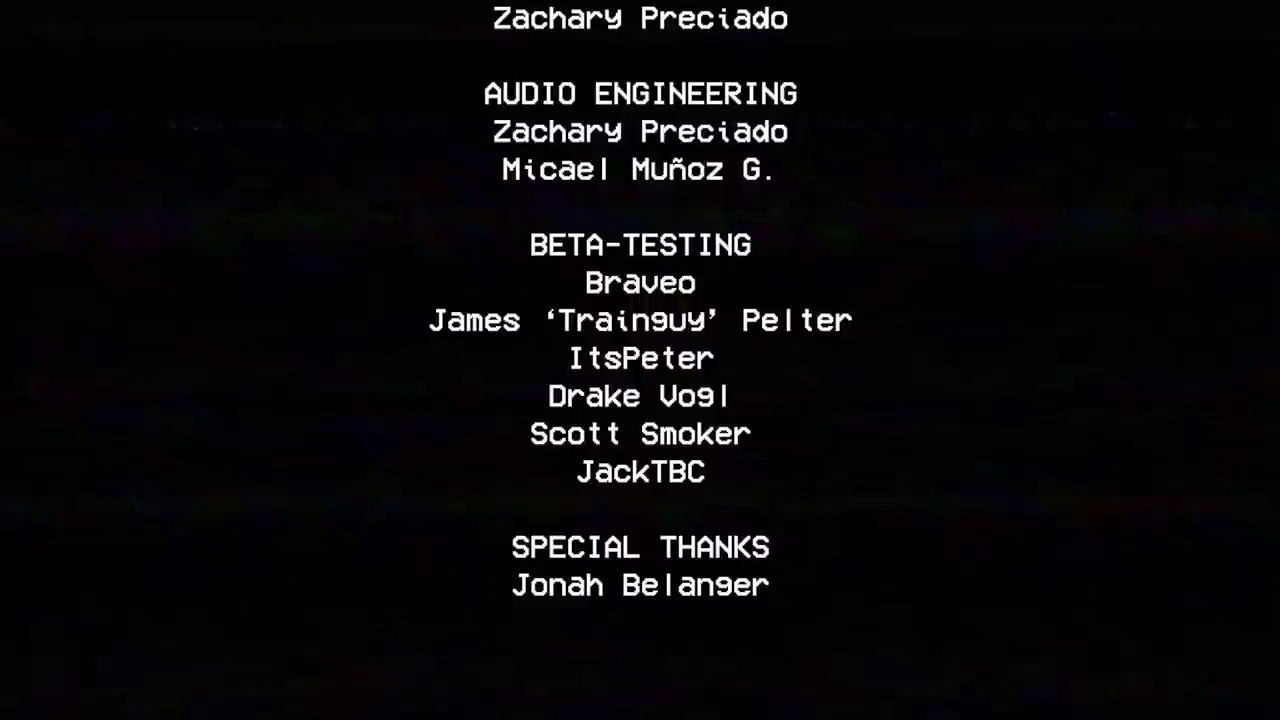 Zachary Preciado
AUDIO ENGINEERING
Zachary Preciado
Micael Muñoz G.
BETA-TESTING
Braveo
James ‘Trainguy’ Pelter
ItsPeter
Drake Vogl
Scott Smoker
JackTBC
SPECIAL THANKS
Jonah Belanger